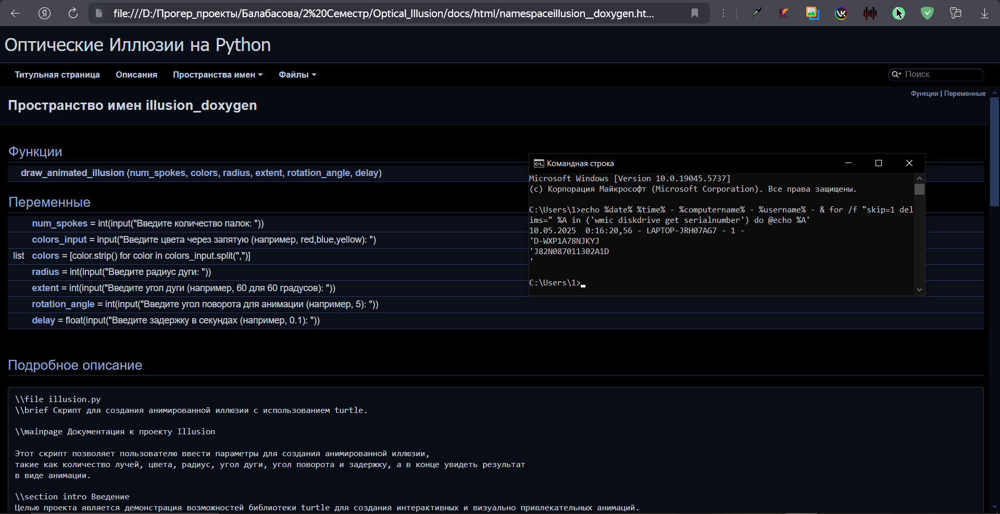 file:///D:/Прогер_проекты/Балабасова/2%20Семестр/Optical_Illusion/docs/html/namespaceillusion__doxygen.ht...
Оптические Иллюзии на Python
Титульная страница Описания Пространства имен Файлы Поиск
Функции | Переменные
Пространство имен illusion_doxygen
Функции
draw_animated_illusion (num_spokes, colors, radius, extent, rotation_angle, delay)
Переменные
num_spokes = int(input("Введите количество палок: "))
colors_input = input("Введите цвета через запятую (например, red,blue,yellow): ")
list colors = [color.strip() for color in colors_input.split(",")]
radius = int(input("Введите радиус дуги: "))
extent = int(input("Введите угол дуги (например, 60 для 60 градусов): "))
rotation_angle = int(input("Введите угол поворота для анимации (например, 5): "))
delay = float(input("Введите задержку в секундах (например, 0.1): "))
Командная строка
Microsoft Windows [Version 10.0.19045.5737]
(c) Корпорация Майкрософт (Microsoft Corporation). Все права защищены.
C:\Users\1>echo %date% %time% - %computername% - %username% - & for /f "skip=1 del
ims=" %A in ('wmic diskdrive get serialnumber') do @echo %A'
10.05.2025  0:16:20,56 - LAPTOP-JRH07AG7 - 1 -
'D-WXP1A78NJKYJ
'J82N087011302A1D
'
C:\Users\1>
Подробное описание
\\file illusion.py
\\brief Скрипт для создания анимированной иллюзии с использованием turtle.
\\mainpage Документация к проекту Illusion
Этот скрипт позволяет пользователю ввести параметры для создания анимированной иллюзии,
такие как количество лучей, цвета, радиус, угол дуги, угол поворота и задержку, а в конце увидеть результат
в виде анимации.
\\section intro Введение
Целью проекта является демонстрация возможностей библиотеки turtle для создания интерактивных и визуально привлекательных анимаций.